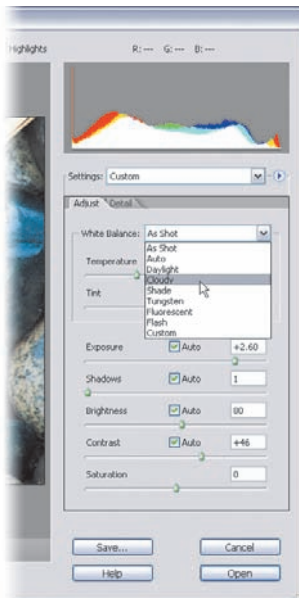 Highlights R: --- G: --- B: ---
Settings: Custom
Adjust Detail
White Balance: As Shot
As Shot
Auto
Temperature
Daylight
Cloudy
Tint
Shade
Tungsten
Fluorescent
Flash
Custom
Exposure Auto +2.60
Shadows Auto 1
Brightness Auto 80
Contrast Auto +46
Saturation 0
Save... Cancel
Help Open